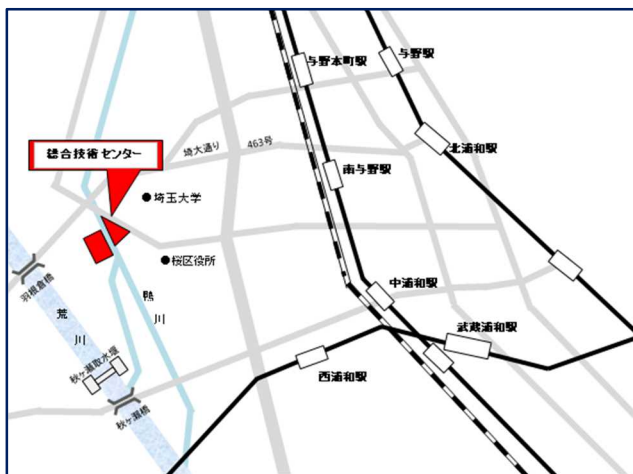 与野本町駅
与野駅
総合技術センター
埼大通り
463号
北浦和駅
南与野駅
埼玉大学
桜区役所
羽根倉橋
鴨川
中浦和駅
荒川
武蔵浦和駅
秋ヶ瀬取水堰
西浦和駅
秋ヶ瀬橋